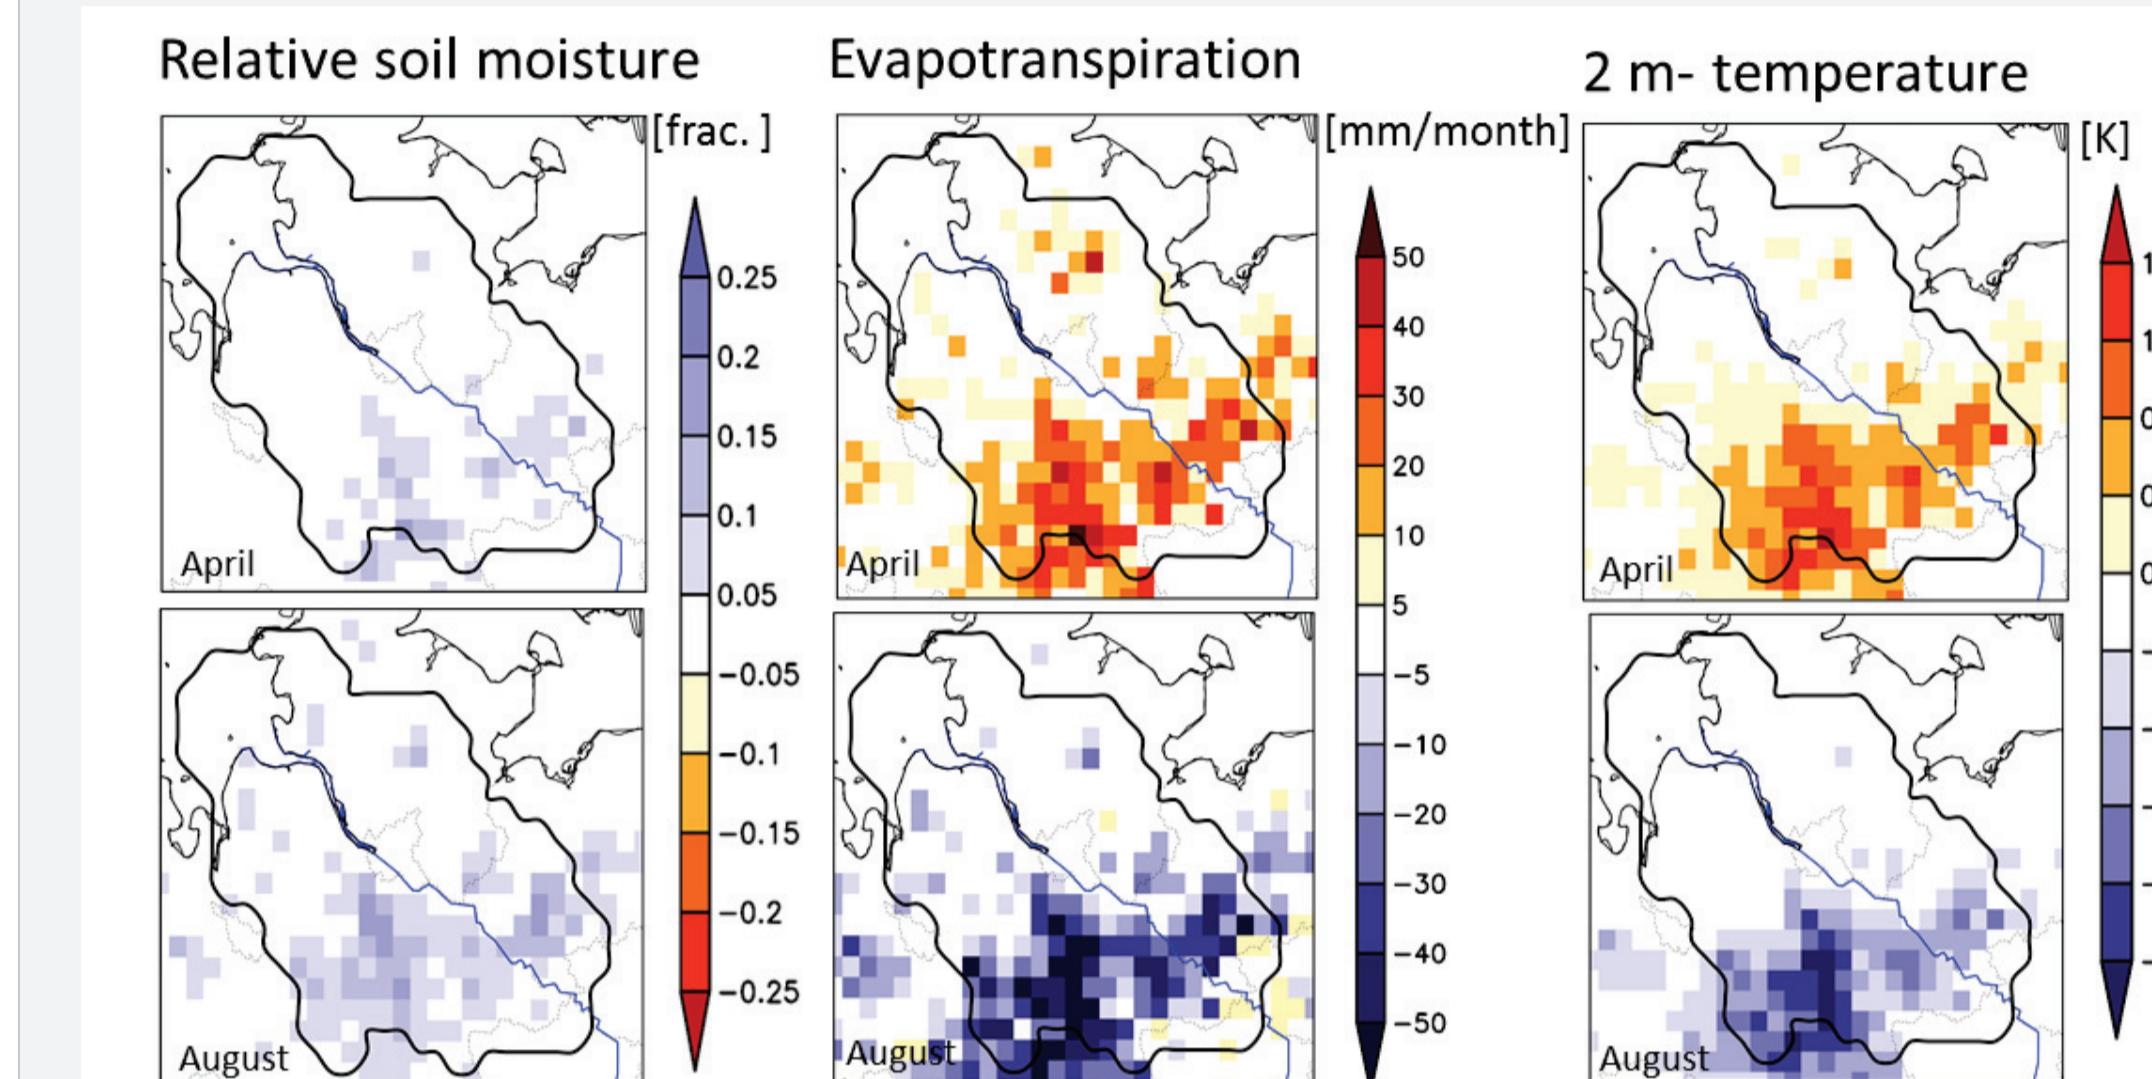 Relative soil moisture
Evapotranspiration
2 m- temperature
[frac. ]
[mm/month]
[K]
0.25
0.2
0.15
0.1
0.05
−0.05
−0.1
−0.15
−0.2
−0.25
50
40
30
20
10
5
−5
−10
−20
−30
−40
−50
April
April
April
August
August
August